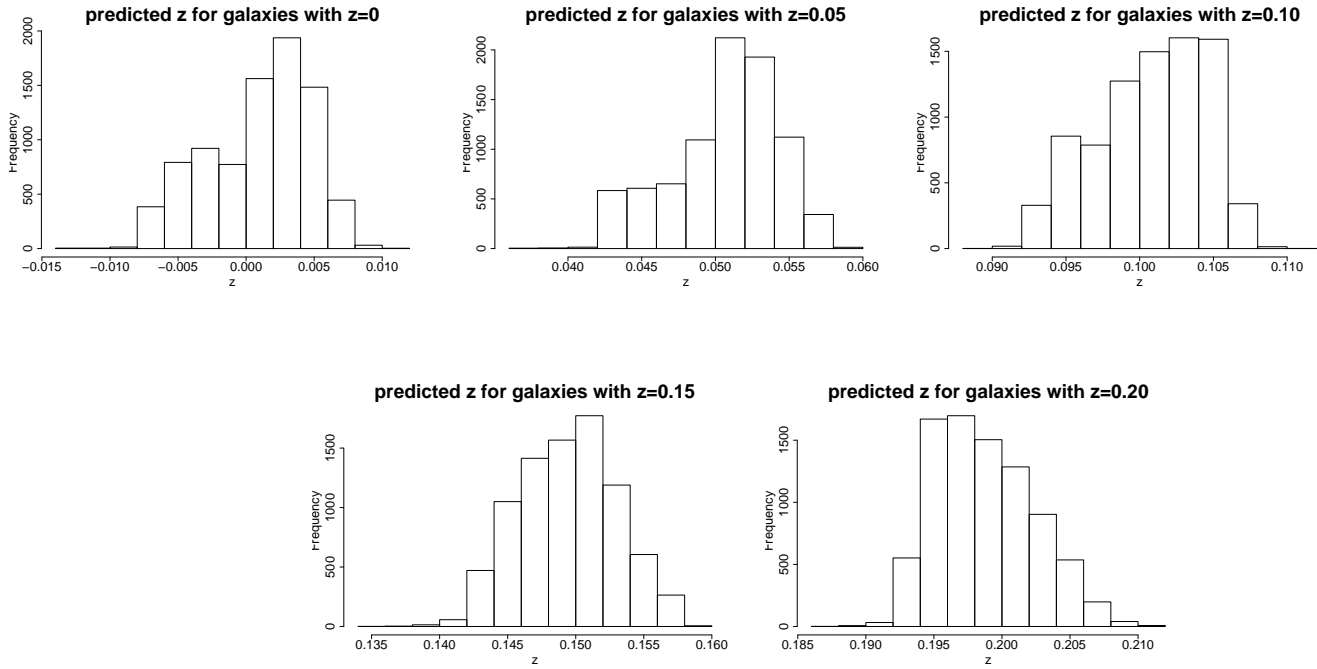 predicted z for galaxies with z=0
Frequency
0
500
1000
1500
2000
−0.015 −0.010 −0.005 0.000 0.005 0.010
z
predicted z for galaxies with z=0.05
Frequency
0
500
1000
1500
2000
0.040 0.045 0.050 0.055 0.060
z
predicted z for galaxies with z=0.10
Frequency
0
500
1000
1500
0.090 0.095 0.100 0.105 0.110
z
predicted z for galaxies with z=0.15
Frequency
0
500
1000
1500
0.135 0.140 0.145 0.150 0.155 0.160
z
predicted z for galaxies with z=0.20
Frequency
0
500
1000
1500
0.185 0.190 0.195 0.200 0.205 0.210
z